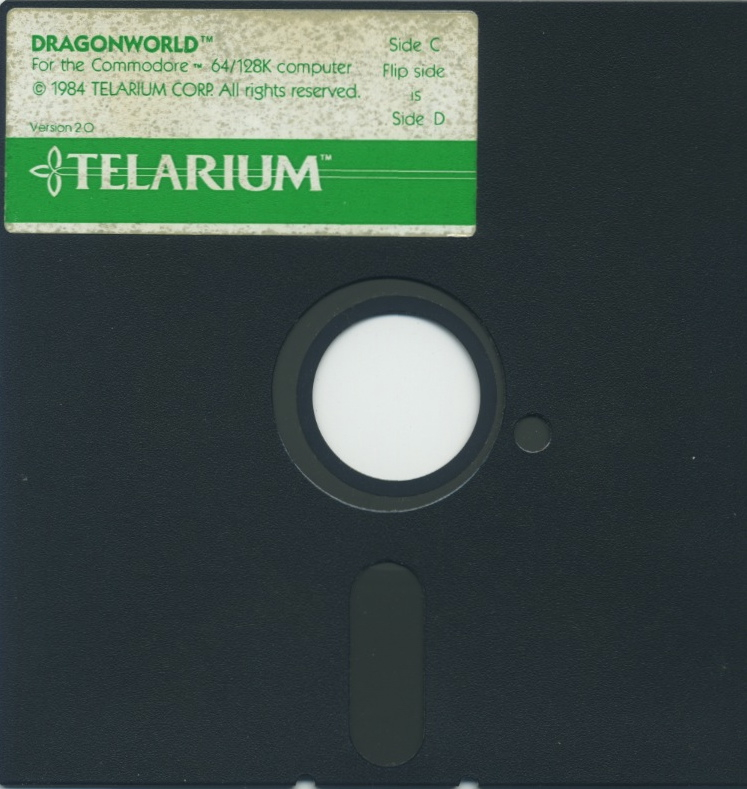 DRAGONWORLD™
For the Commodore™ 64/128K computer
© 1984 TELARIUM CORP. All rights reserved.
Version 2.0
Side C
Flip side
is
Side D
TELARIUM™